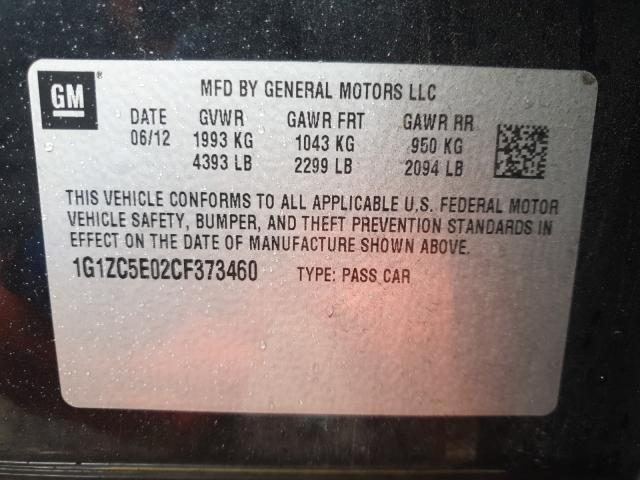 GM®
MFD BY GENERAL MOTORS LLC
DATE GVWR GAWR FRT GAWR RR
06/12 1993 KG 1043 KG 950 KG
4393 LB 2299 LB 2094 LB
THIS VEHICLE CONFORMS TO ALL APPLICABLE U.S. FEDERAL MOTOR
VEHICLE SAFETY, BUMPER, AND THEFT PREVENTION STANDARDS IN
EFFECT ON THE DATE OF MANUFACTURE SHOWN ABOVE.
1G1ZC5E02CF373460 TYPE: PASS CAR